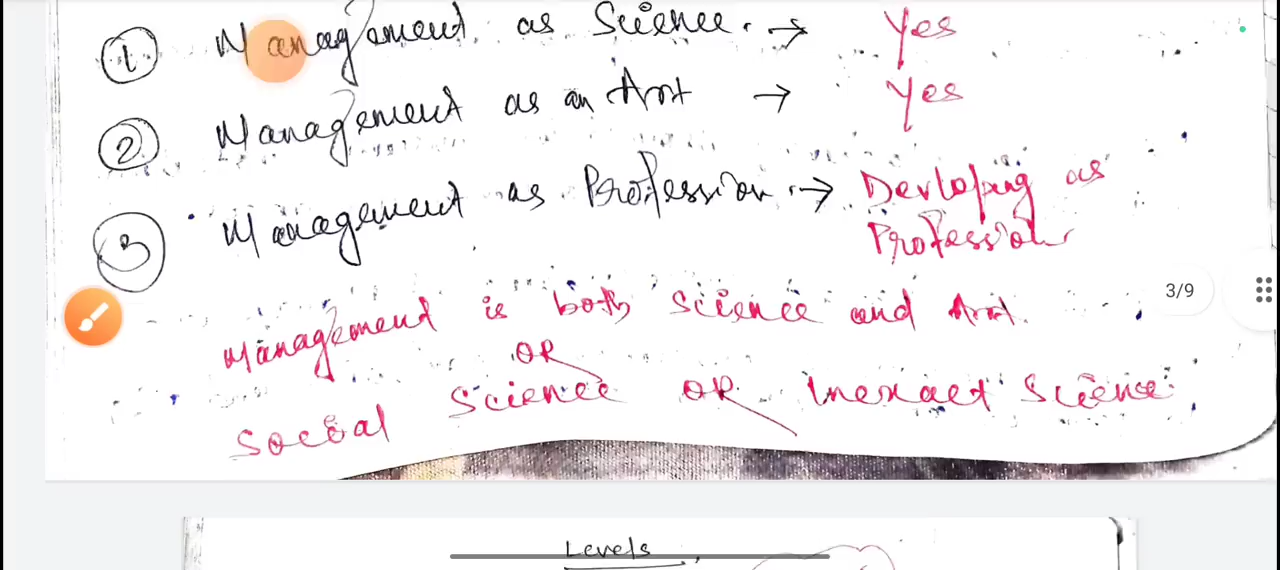 1 Management as Science. → Yes
2 Management as an Art → Yes
3 Management as Profession. → Devloping as
Profession
Management is both Science and Art.
OR
Social Science OR Inexact Science
3/9
Levels